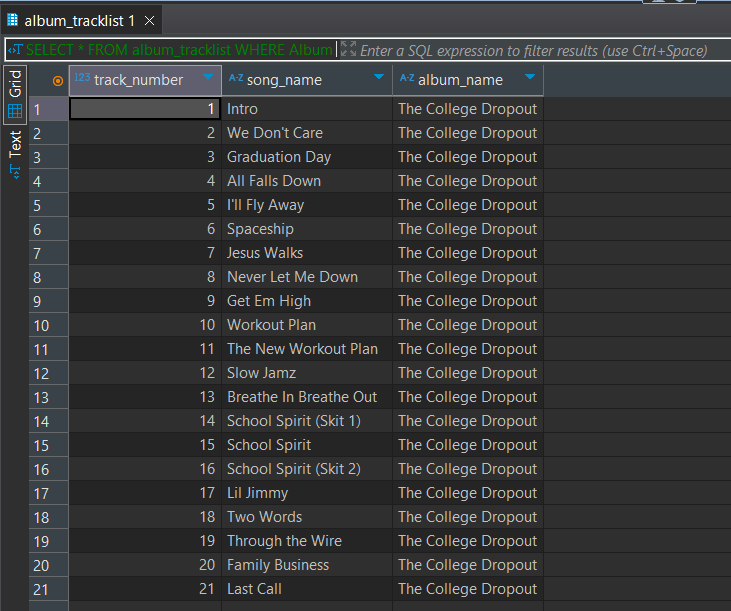 album_tracklist 1
SELECT * FROM album_tracklist WHERE Album Enter a SQL expression to filter results (use Ctrl+Space)
Grid
Text
123 track_number A-Z song_name A-Z album_name
1 1 Intro The College Dropout
2 2 We Don't Care The College Dropout
3 3 Graduation Day The College Dropout
4 4 All Falls Down The College Dropout
5 5 I'll Fly Away The College Dropout
6 6 Spaceship The College Dropout
7 7 Jesus Walks The College Dropout
8 8 Never Let Me Down The College Dropout
9 9 Get Em High The College Dropout
10 10 Workout Plan The College Dropout
11 11 The New Workout Plan The College Dropout
12 12 Slow Jamz The College Dropout
13 13 Breathe In Breathe Out The College Dropout
14 14 School Spirit (Skit 1) The College Dropout
15 15 School Spirit The College Dropout
16 16 School Spirit (Skit 2) The College Dropout
17 17 Lil Jimmy The College Dropout
18 18 Two Words The College Dropout
19 19 Through the Wire The College Dropout
20 20 Family Business The College Dropout
21 21 Last Call The College Dropout